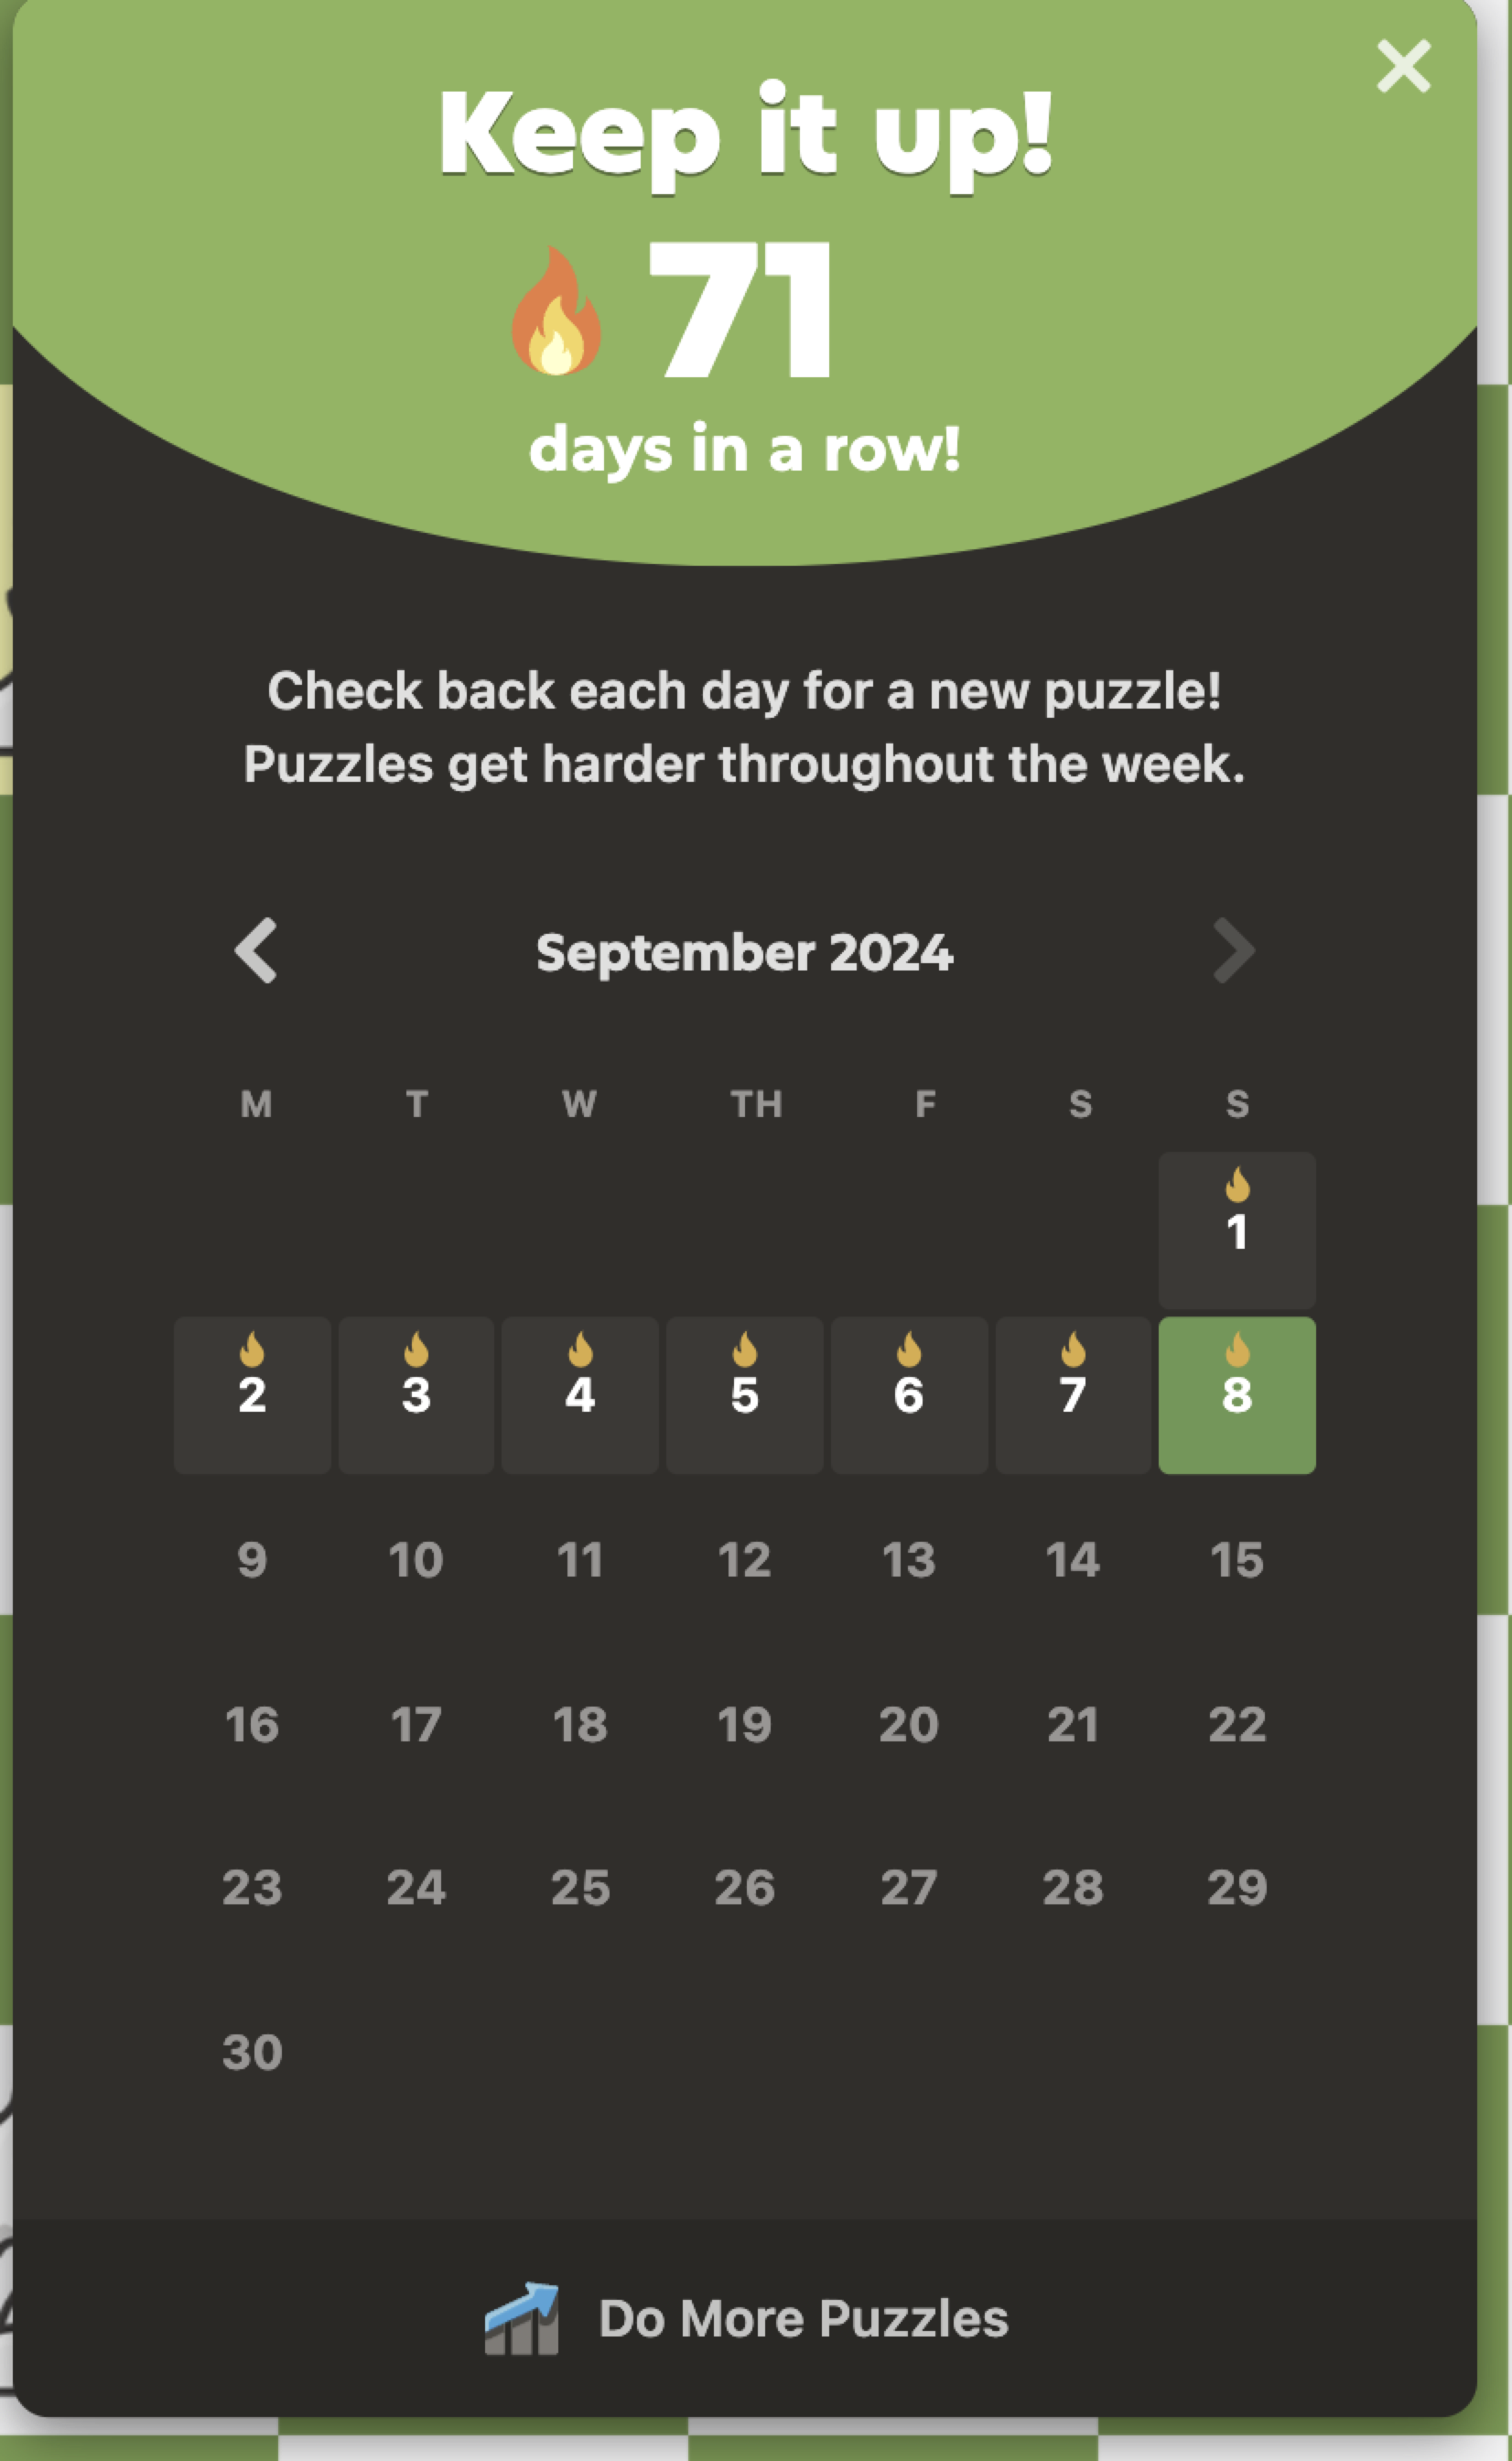 Keep it up!
71
days in a row!
Check back each day for a new puzzle!
Puzzles get harder throughout the week.
September 2024
M T W TH F S S
1
2 3 4 5 6 7 8
9 10 11 12 13 14 15
16 17 18 19 20 21 22
23 24 25 26 27 28 29
30
Do More Puzzles